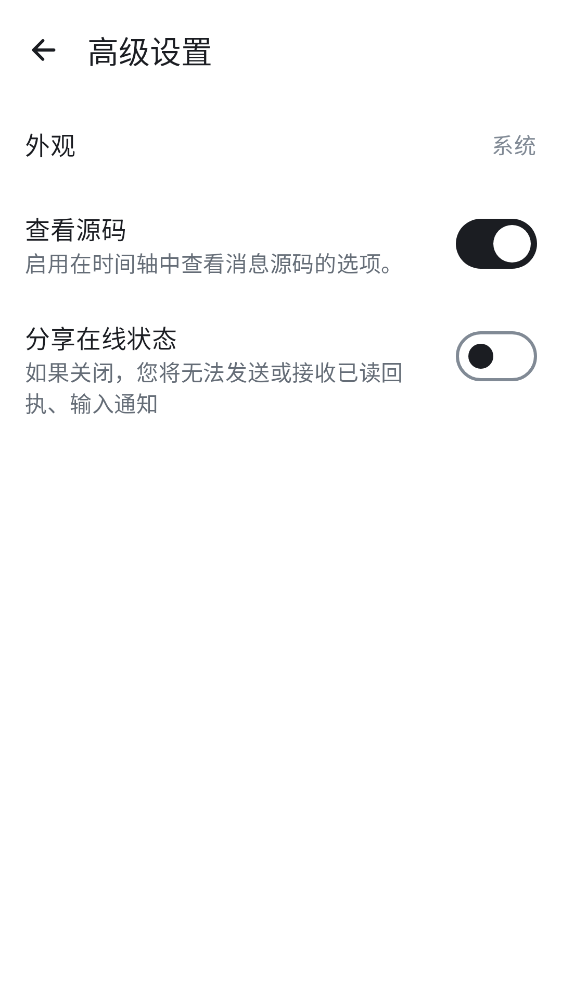 高级设置
外观
系统
查看源码
启用在时间轴中查看消息源码的选项。
分享在线状态
如果关闭，您将无法发送或接收已读回
执、输入通知